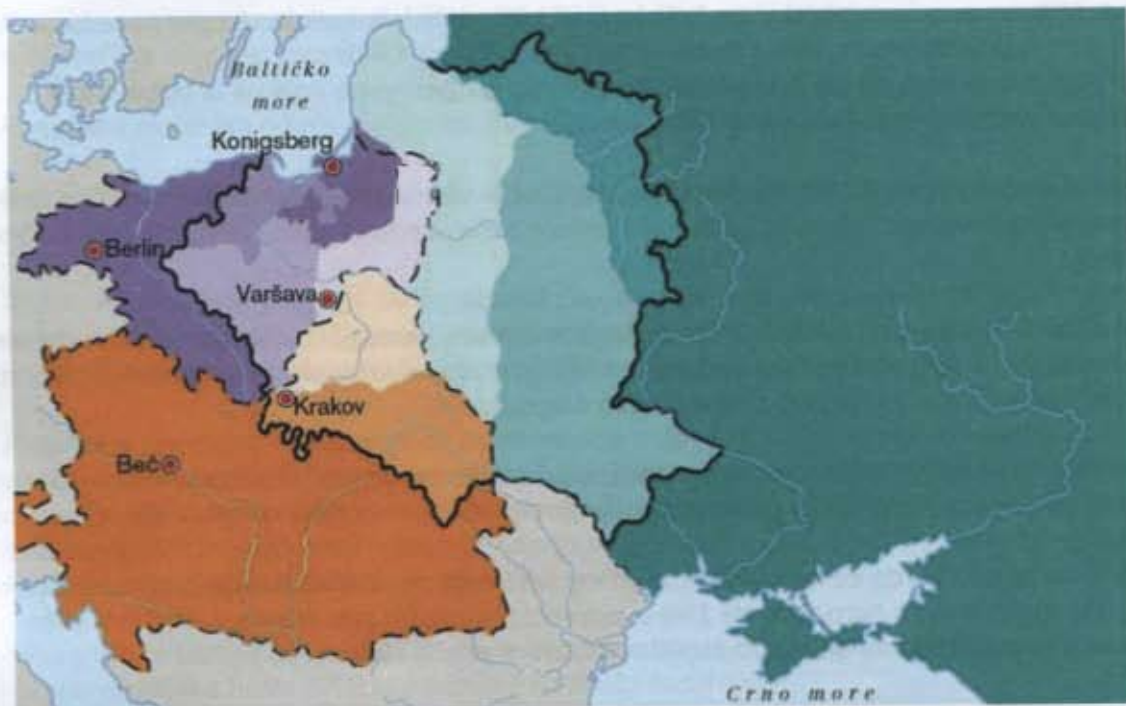 Baltičko
more
Konigsberg
Berlin
Varšava
Krakov
Beč
Crno more